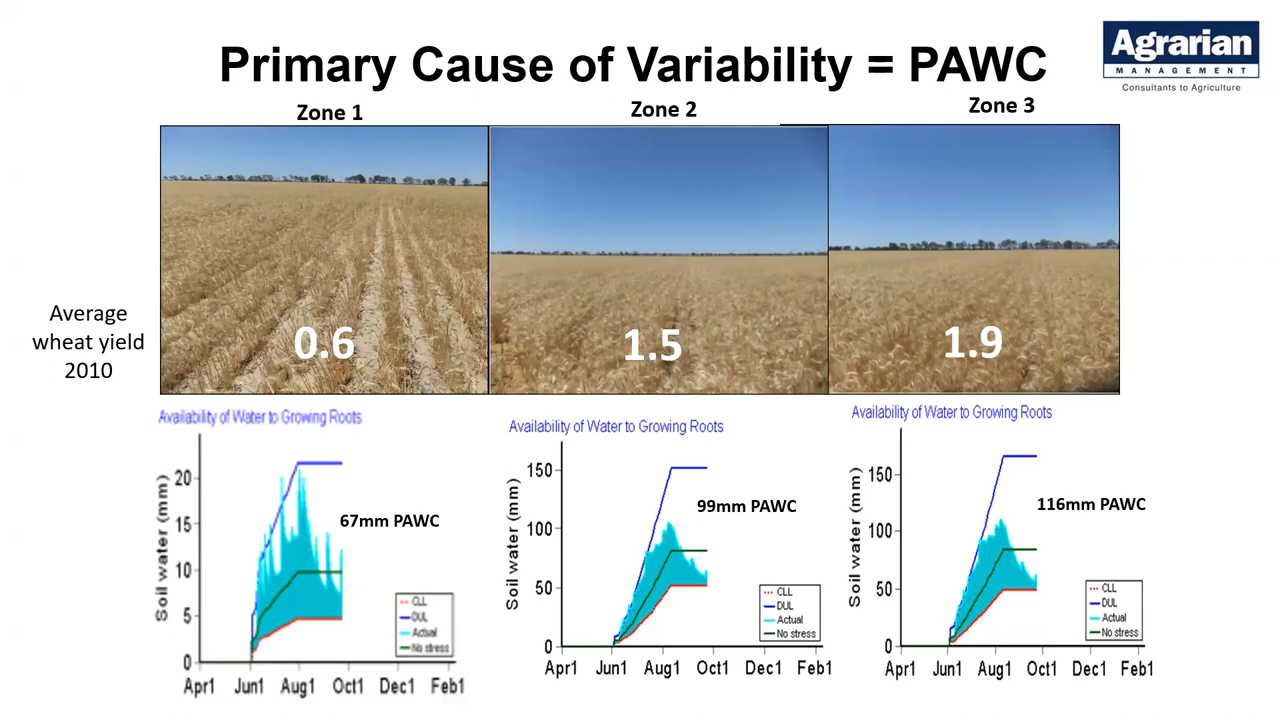 Primary Cause of Variability = PAWC
Agrarian
MANAGEMENT
Consultants to Agriculture
Zone 1
Zone 2
Zone 3
Average
wheat yield
2010
0.6
1.5
1.9
Availability of Water to Growing Roots
Soil water (mm)
20
15
10
5
0
67mm PAWC
CLL
DUL
Actual
No stress
Apr1 Jun1 Aug1 Oct1 Dec1 Feb1
Availability of Water to Growing Roots
Soil water (mm)
150
100
50
0
99mm PAWC
CLL
DUL
Actual
No stress
Apr1 Jun1 Aug1 Oct1 Dec1 Feb1
Availability of Water to Growing Roots
Soil water (mm)
150
100
50
0
116mm PAWC
CLL
DUL
Actual
No stress
Apr1 Jun1 Aug1 Oct1 Dec1 Feb1